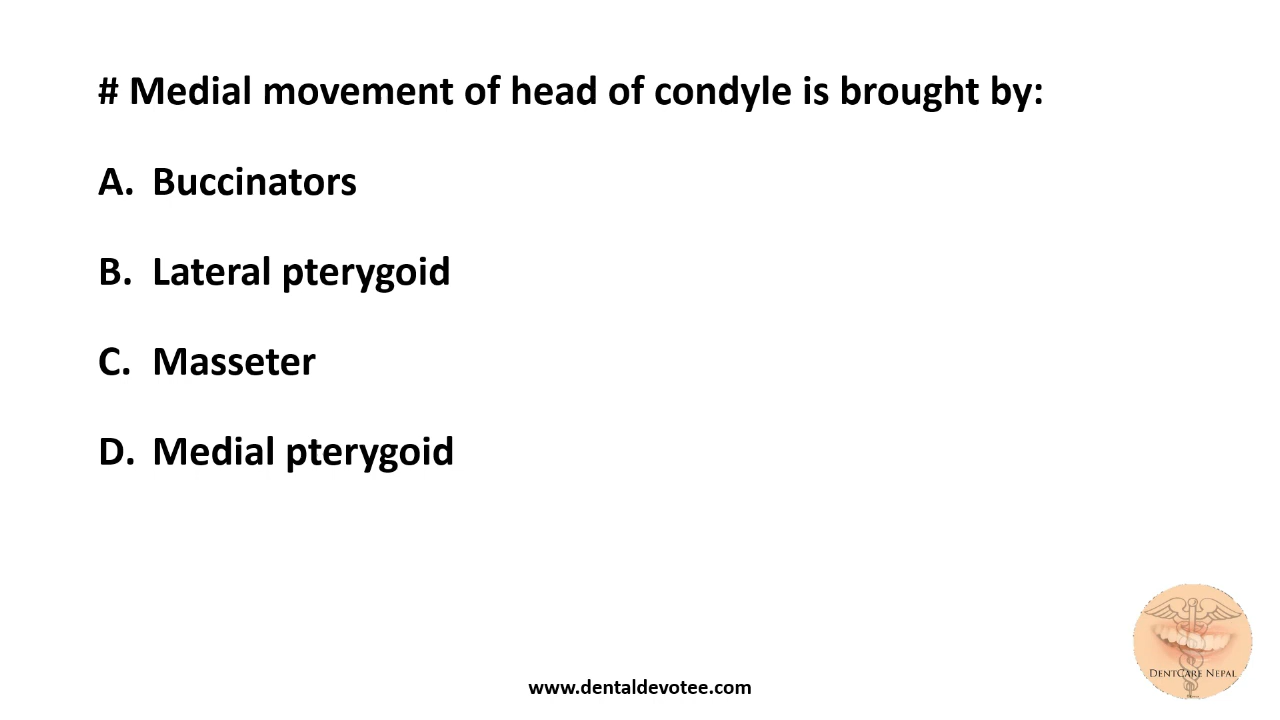 # Medial movement of head of condyle is brought by:
A. Buccinators
B. Lateral pterygoid
C. Masseter
D. Medial pterygoid
DentCare Nepal
www.dentaldevotee.com